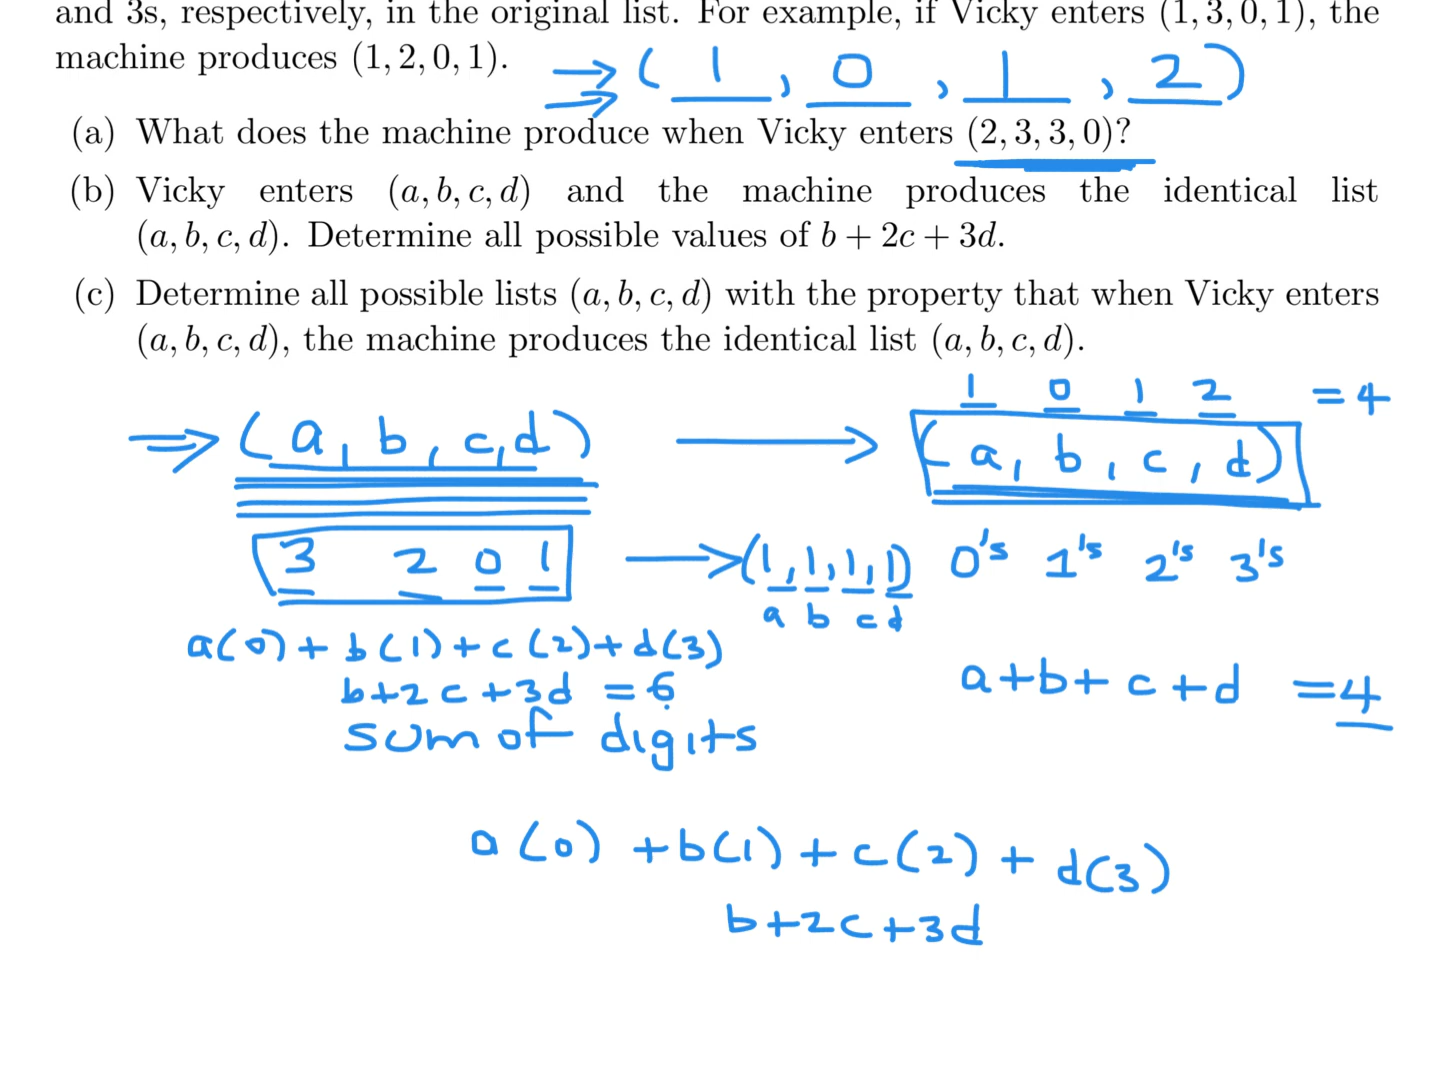 and 3s, respectively, in the original list. For example, if Vicky enters (1, 3, 0, 1), the
machine produces (1, 2, 0, 1).
⇒ ( 1 , 0 , 1 , 2 )
(a) What does the machine produce when Vicky enters (2, 3, 3, 0)?
(b) Vicky enters (a, b, c, d) and the machine produces the identical list
(a, b, c, d). Determine all possible values of b + 2c + 3d.
(c) Determine all possible lists (a, b, c, d) with the property that when Vicky enters
(a, b, c, d), the machine produces the identical list (a, b, c, d).
1 0 1 2 = 4
⇒ (a, b, c, d) → (a, b, c, d)
3 2 0 1 → (1, 1, 1, 1) 0's 1's 2's 3's
a b c d
a(0) + b(1) + c(2) + d(3)
a + b + c + d = 4
b + 2c + 3d = 6
sum of digits
a(0) + b(1) + c(2) + d(3)
b + 2c + 3d